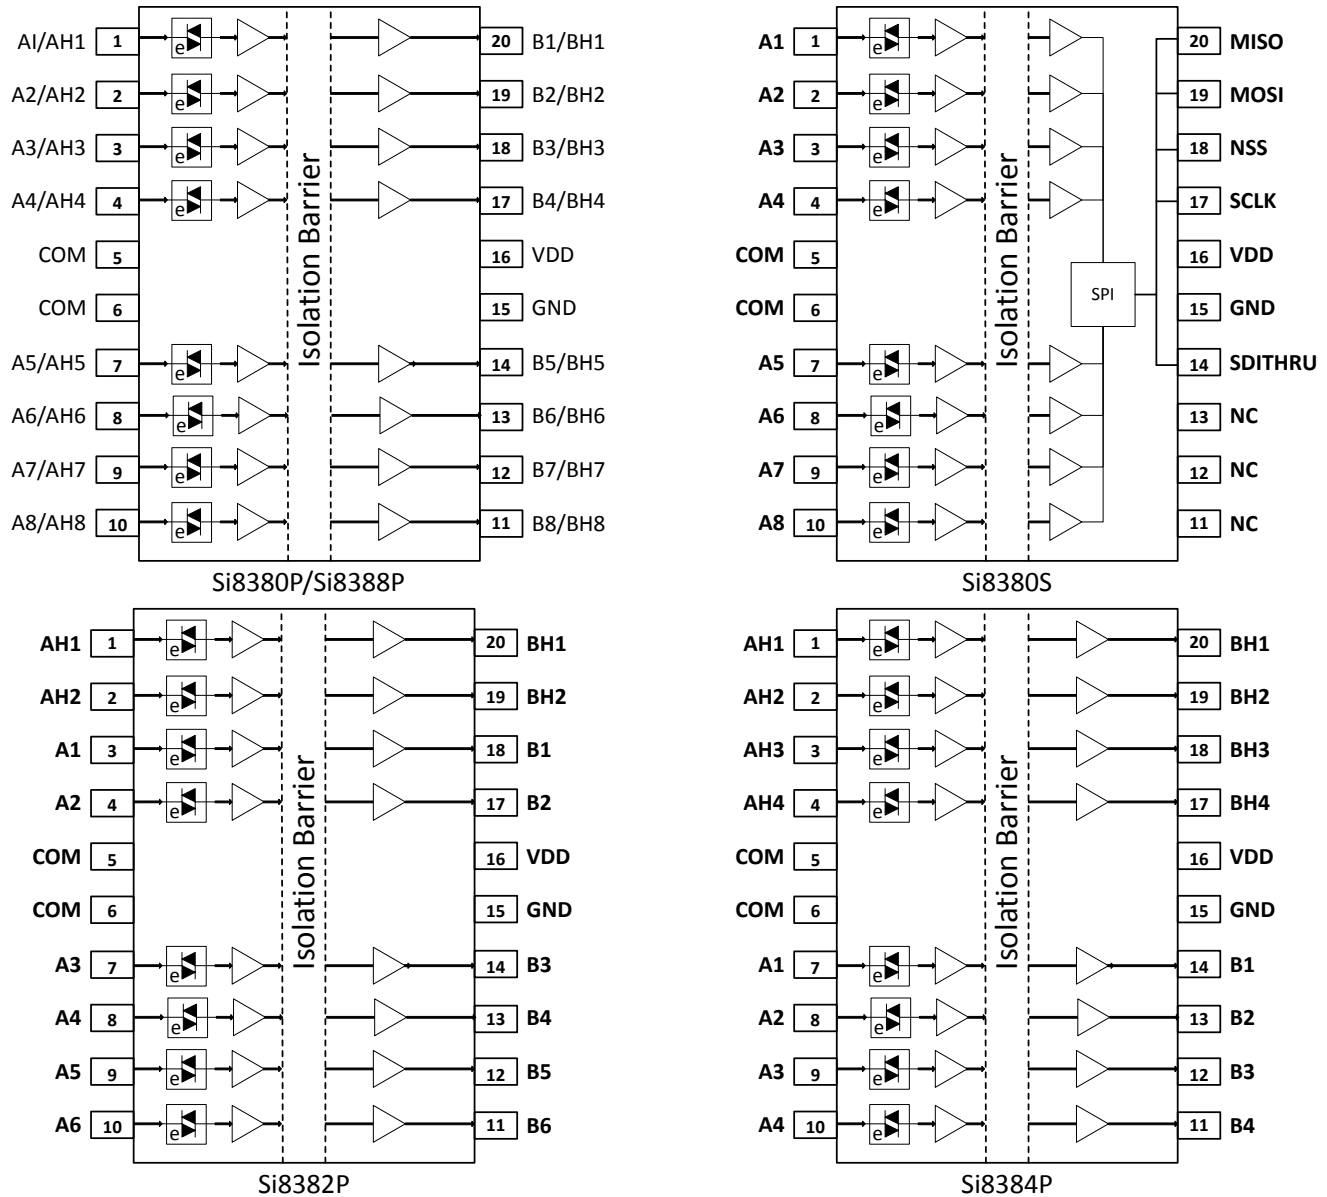 AI/AH1 1 e 20 B1/BH1
A2/AH2 2 e 19 B2/BH2
A3/AH3 3 e 18 B3/BH3
A4/AH4 4 e 17 B4/BH4
COM 5 16 VDD
COM 6 15 GND
A5/AH5 7 e 14 B5/BH5
A6/AH6 8 e 13 B6/BH6
A7/AH7 9 e 12 B7/BH7
A8/AH8 10 e 11 B8/BH8
Isolation Barrier
Si8380P/Si8388P
A1 1 e 20 MISO
A2 2 e 19 MOSI
A3 3 e 18 NSS
A4 4 e 17 SCLK
COM 5 16 VDD
COM 6 SPI 15 GND
A5 7 e 14 SDITHRU
A6 8 e 13 NC
A7 9 e 12 NC
A8 10 e 11 NC
Isolation Barrier
Si8380S
AH1 1 e 20 BH1
AH2 2 e 19 BH2
A1 3 e 18 B1
A2 4 e 17 B2
COM 5 16 VDD
COM 6 15 GND
A3 7 e 14 B3
A4 8 e 13 B4
A5 9 e 12 B5
A6 10 e 11 B6
Isolation Barrier
Si8382P
AH1 1 e 20 BH1
AH2 2 e 19 BH2
AH3 3 e 18 BH3
AH4 4 e 17 BH4
COM 5 16 VDD
COM 6 15 GND
A1 7 e 14 B1
A2 8 e 13 B2
A3 9 e 12 B3
A4 10 e 11 B4
Isolation Barrier
Si8384P